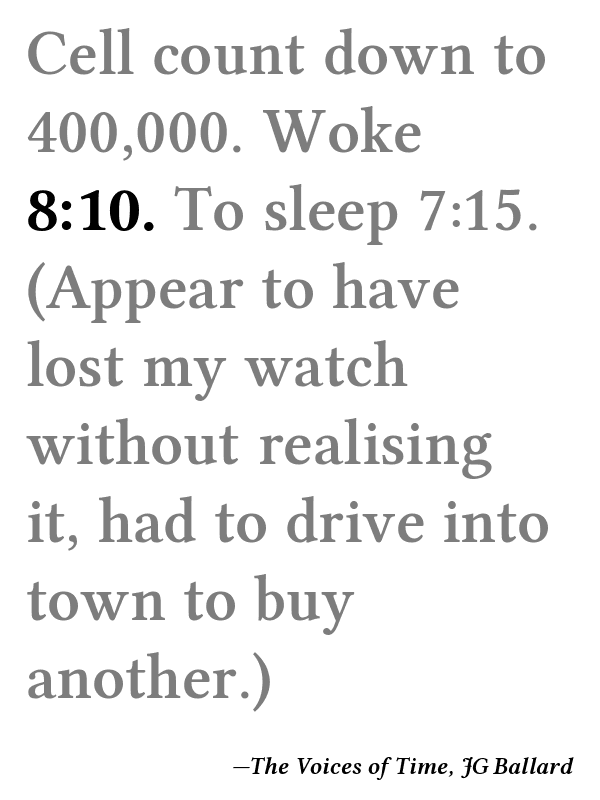 Cell count down to
400,000. Woke
8:10. To sleep 7:15.
(Appear to have
lost my watch
without realising
it, had to drive into
town to buy
another.)
—The Voices of Time, JG Ballard